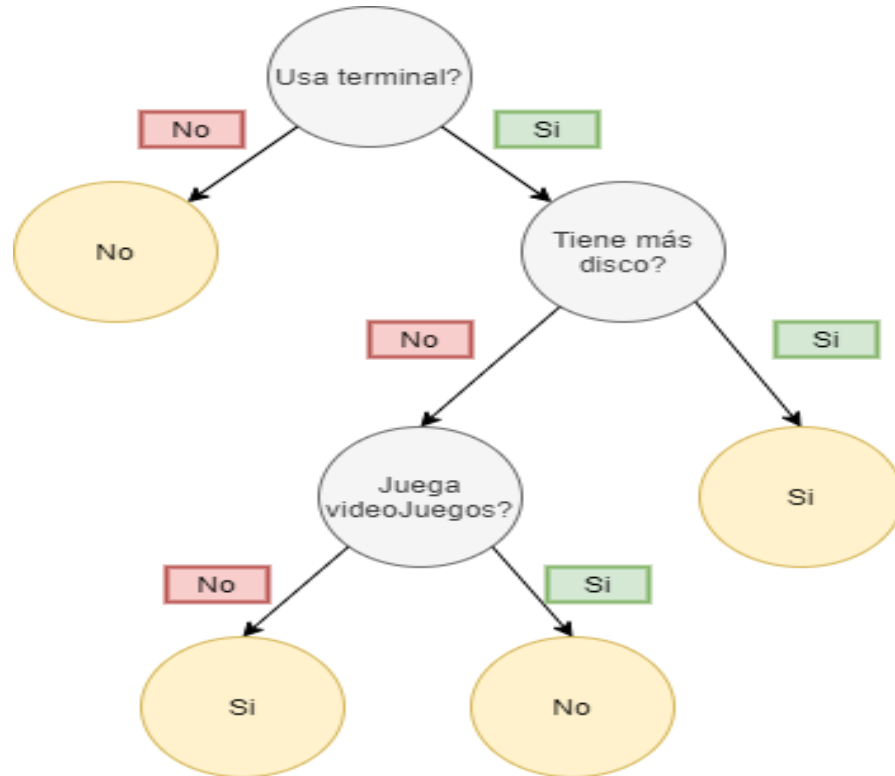 Usa terminal?
No
Si
No
Tiene más
disco?
No
Si
Juega
videoJuegos?
Si
No
Si
Si
No